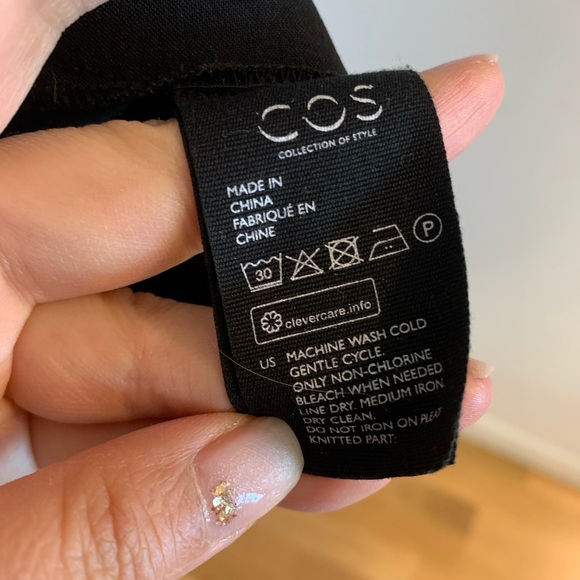 COS
COLLECTION OF STYLE
MADE IN
CHINA
FABRIQUÉ EN
CHINE
30
P
clevercare.info
US MACHINE WASH COLD
GENTLE CYCLE.
ONLY NON-CHLORINE
BLEACH WHEN NEEDED
LINE DRY. MEDIUM IRON
DRY CLEAN.
DO NOT IRON ON PLEAT
KNITTED PART: